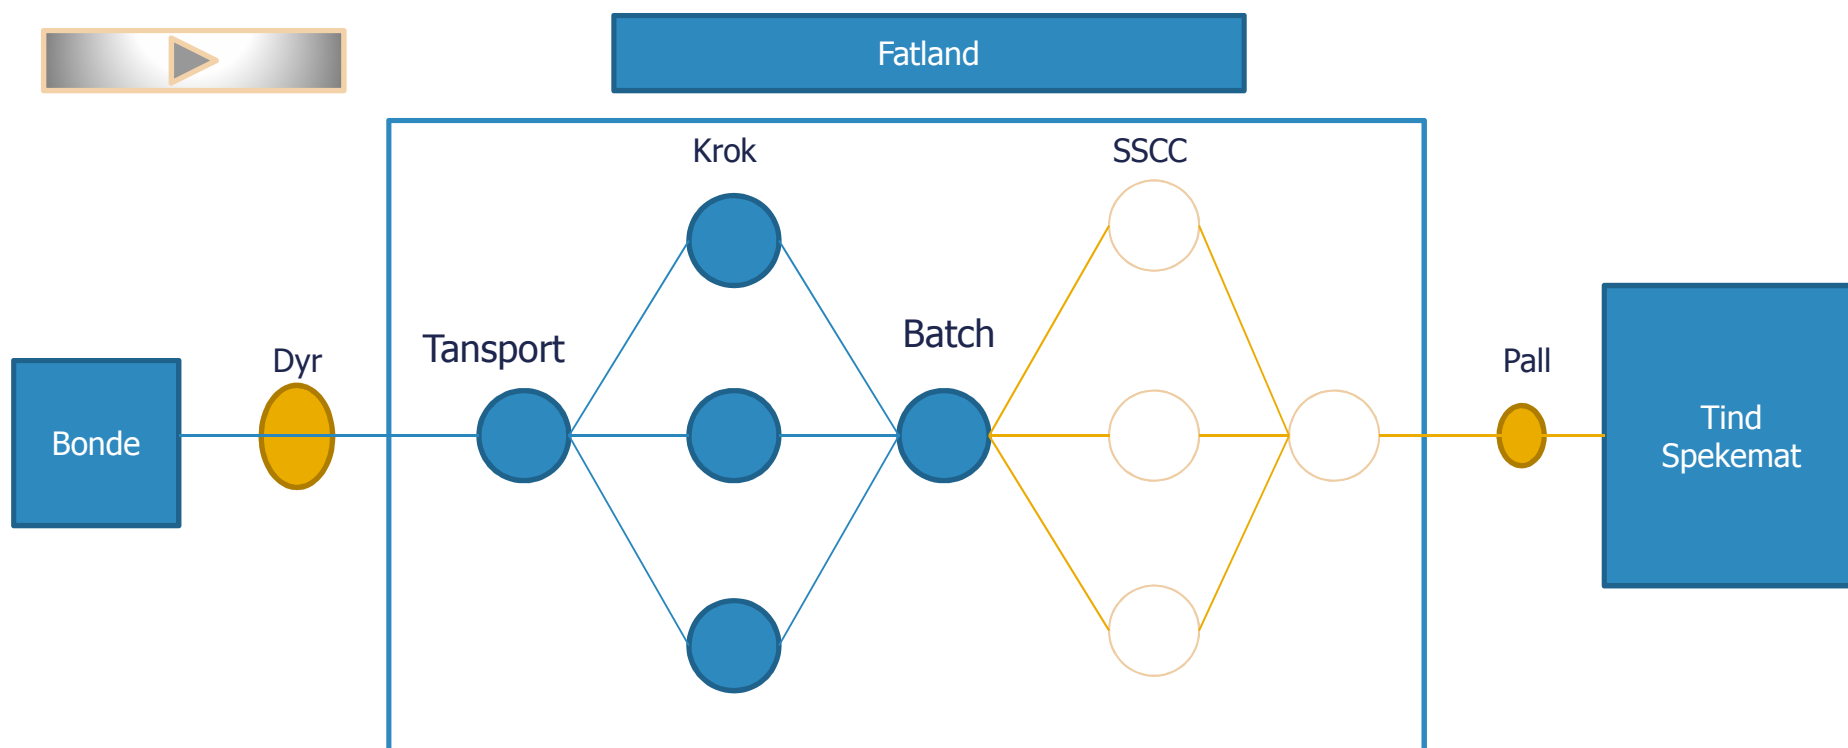 Fatland
Krok
SSCC
Tansport
Batch
Dyr
Pall
Bonde
Tind
Spekemat